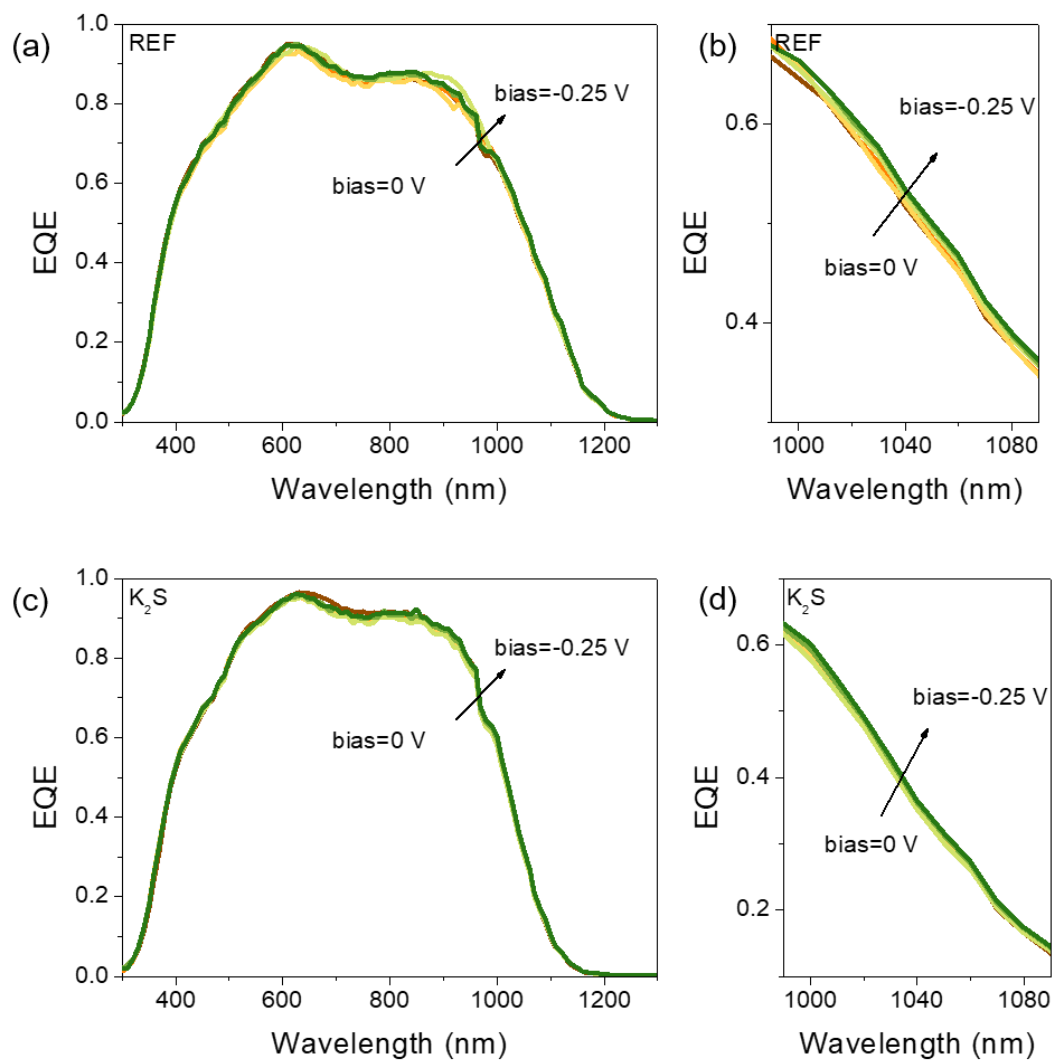 (a)
REF
1.0
0.8
0.6
0.4
0.2
0.0
EQE
bias=-0.25 V
bias=0 V
400 600 800 1000 1200
Wavelength (nm)
(b)
REF
0.6
0.4
EQE
bias=-0.25 V
bias=0 V
1000 1040 1080
Wavelength (nm)
(c)
K₂S
1.0
0.8
0.6
0.4
0.2
0.0
EQE
bias=-0.25 V
bias=0 V
400 600 800 1000 1200
Wavelength (nm)
(d)
K₂S
0.6
0.4
0.2
EQE
bias=-0.25 V
bias=0 V
1000 1040 1080
Wavelength (nm)